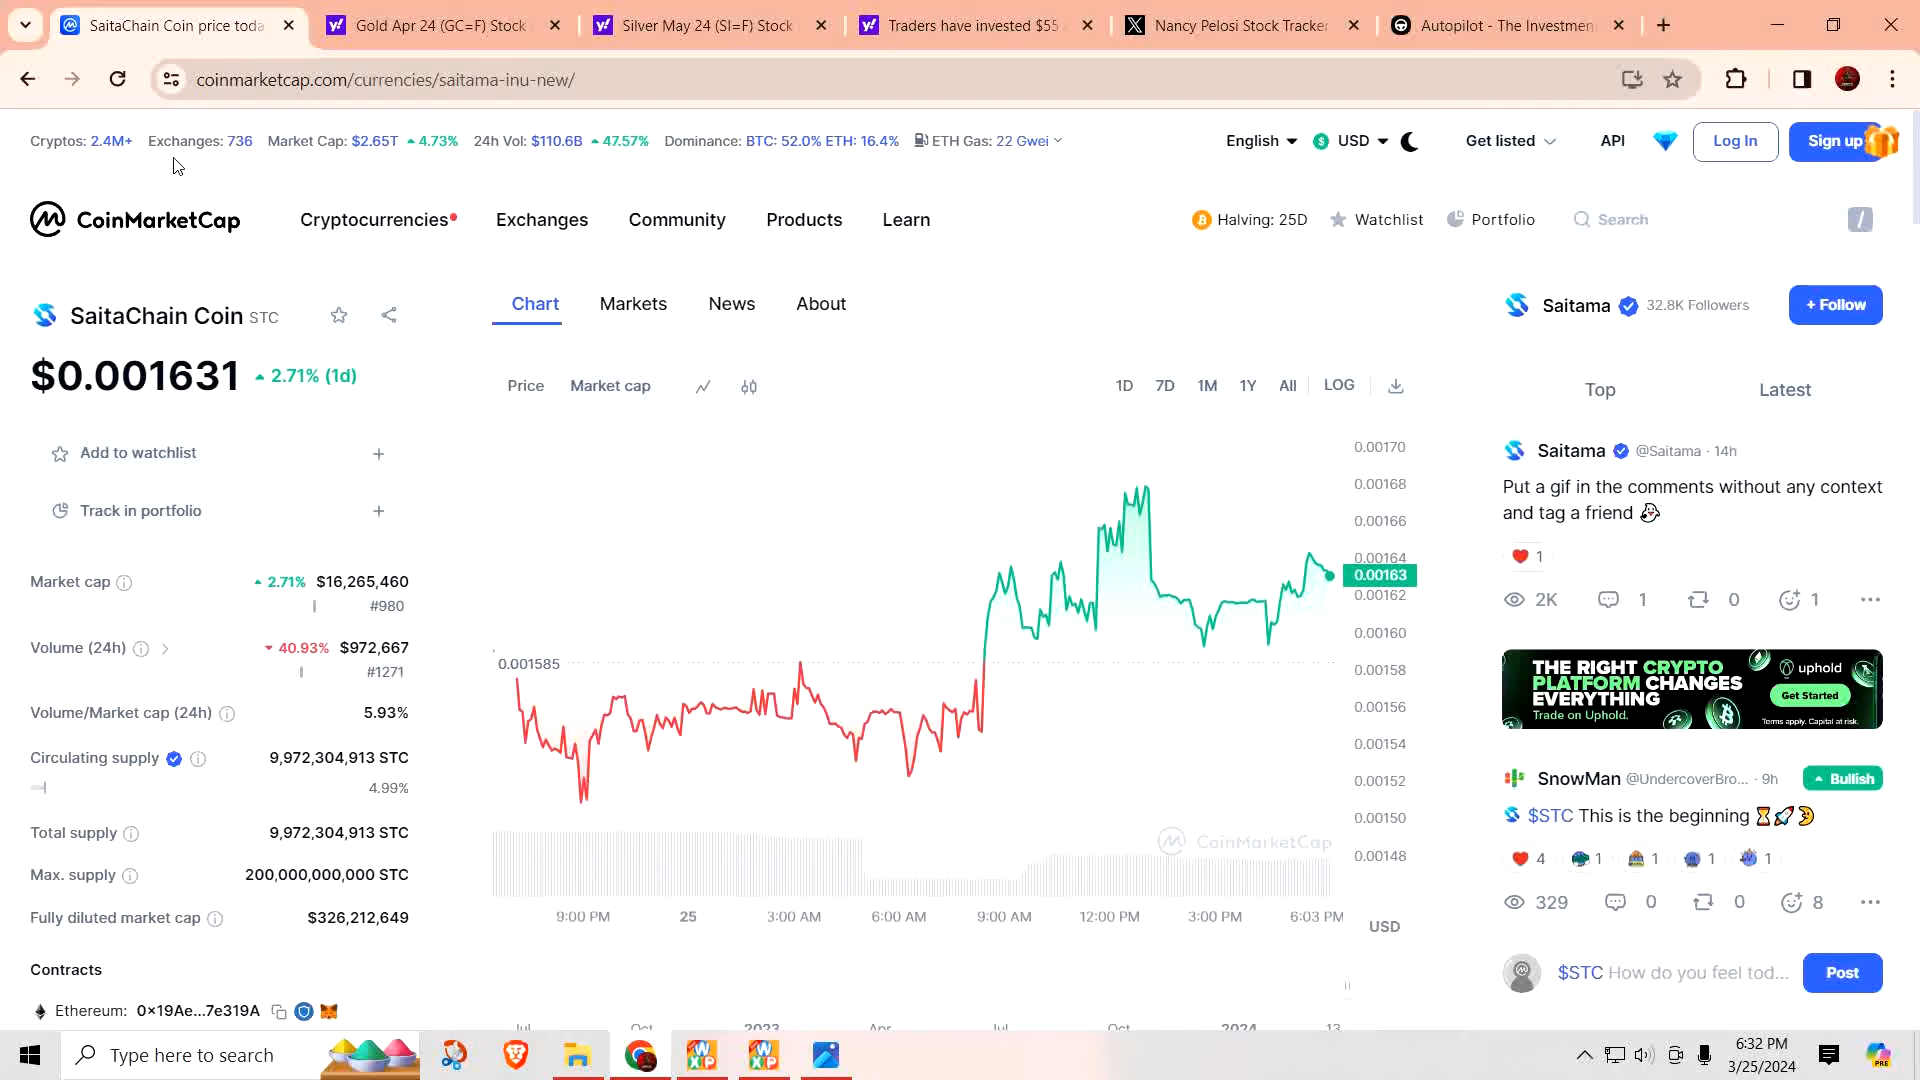 SaitaChain Coin price toda
Gold Apr 24 (GC=F) Stock
Silver May 24 (SI=F) Stock
Traders have invested $55
Nancy Pelosi Stock Tracker
Autopilot - The Investmen
coinmarketcap.com/currencies/saitama-inu-new/
Cryptos: 2.4M+ Exchanges: 736 Market Cap: $2.65T 4.73% 24h Vol: $110.6B 47.57% Dominance: BTC: 52.0% ETH: 16.4% ETH Gas: 22 Gwei
English USD Get listed API Log In Sign up
CoinMarketCap Cryptocurrencies Exchanges Community Products Learn
Halving: 25D Watchlist Portfolio Search /
SaitaChain Coin STC
$0.001631 2.71% (1d)
Add to watchlist +
Track in portfolio +
Market cap 2.71% $16,265,460
#980
Volume (24h) 40.93% $972,667
#1271
Volume/Market cap (24h) 5.93%
Circulating supply 9,972,304,913 STC
4.99%
Total supply 9,972,304,913 STC
Max. supply 200,000,000,000 STC
Fully diluted market cap $326,212,649
Contracts
Ethereum: 0x19Ae...7e319A
Chart Markets News About
Price Market cap 1D 7D 1M 1Y All LOG
0.00170
0.00168
0.00166
0.00164
0.00163
0.00162
0.00160
0.001585
0.00158
0.00156
0.00154
0.00152
0.00150
0.00148
CoinMarketCap
9:00 PM 25 3:00 AM 6:00 AM 9:00 AM 12:00 PM 3:00 PM 6:03 PM
USD
Jul Oct 2023 Apr Jul Oct 2024 13
Saitama 32.8K Followers + Follow
Top Latest
Saitama @Saitama · 14h
Put a gif in the comments without any context
and tag a friend
1
2K 1 0 1
THE RIGHT CRYPTO
PLATFORM CHANGES
EVERYTHING
Trade on Uphold.
uphold
Get Started
Terms apply. Capital at risk.
SnowMan @UndercoverBro... · 9h Bullish
$STC This is the beginning
4 1 1 1 1
329 0 0 8
$STC How do you feel tod... Post
Type here to search
6:32 PM
3/25/2024